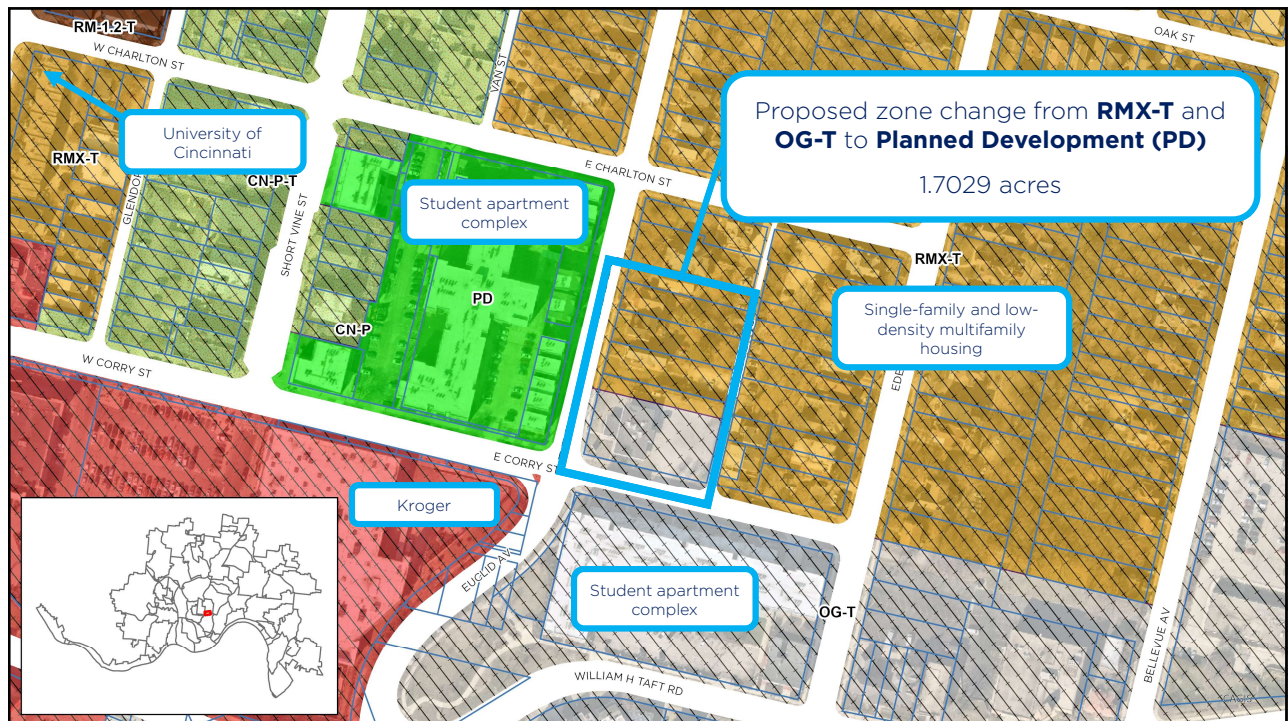 RM-1.2-T
W CHARLTON ST
OAK ST
VAN ST
Proposed zone change from RMX-T and
OG-T to Planned Development (PD)
1.7029 acres
University of
Cincinnati
RMX-T
CN-P-T
E CHARLTON ST
Student apartment
complex
SHORT VINE ST
RMX-T
PD
Single-family and low-
density multifamily
housing
CN-P
W CORRY ST
E CORRY ST
Kroger
EUCLID AV
Student apartment
complex
OG-T
WILLIAM H TAFT RD
BELLEVUE AV